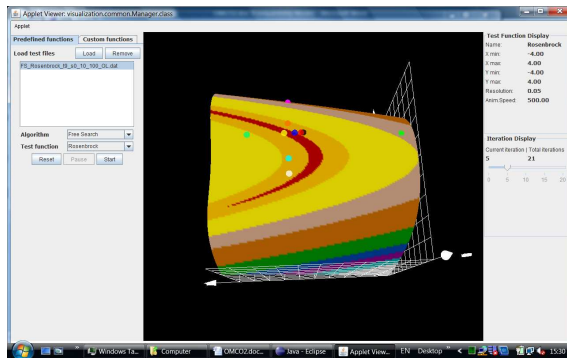 Applet Viewer: visualization.common.Manager.class
Applet
Predefined functions Custom functions
Load test files Load Remove
FS_Rosenbrock_t8_s0_10_100_OL.dat
Algorithm Free Search
Test function Rosenbrock
Reset Pause Start
Test Function Display
Name: Rosenbrock
X min: -4.00
X max: 4.00
Y min: -4.00
Y max: 4.00
Resolution: 0.05
Anim.Speed: 500.00
Iteration Display
Current iteration | Total iterations
5 21
0 5 10 15 20
Windows Ta... Computer OMCO2.doc... Java - Eclipse Applet View... EN Desktop 15:30